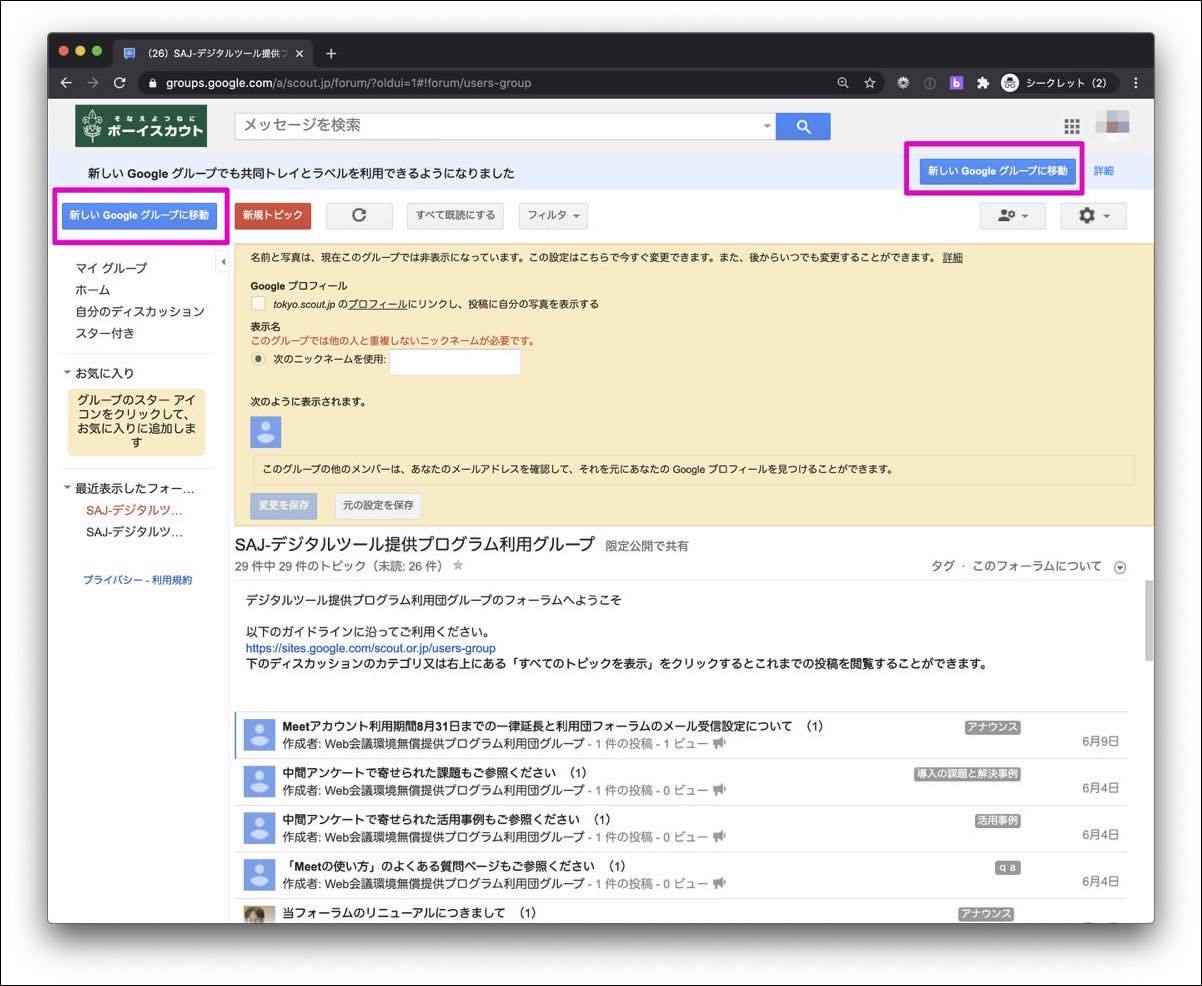 (26) SAJ-デジタルツール提供プ
groups.google.com/a/scout.jp/forum/?oldui=1#!forum/users-group
シークレット (2)
そなえよつねに
ボーイスカウト
メッセージを検索
新しい Google グループでも共同トレイとラベルを利用できるようになりました
新しい Google グループに移動
詳細
新しい Google グループに移動
新規トピック
すべて既読にする
フィルタ
マイ グループ
ホーム
自分のディスカッション
スター付き
お気に入り
グループのスター アイ
コンをクリックして、
お気に入りに追加しま
す
最近表示したフォー...
SAJ-デジタルツ...
SAJ-デジタルツ...
プライバシー - 利用規約
名前と写真は、現在このグループでは非表示になっています。この設定はこちらで今すぐ変更できます。また、後からいつでも変更することができます。 詳細
Google プロフィール
tokyo.scout.jp のプロフィールにリンクし、投稿に自分の写真を表示する
表示名
このグループでは他の人と重複しないニックネームが必要です。
次のニックネームを使用:
次のように表示されます。
このグループの他のメンバーは、あなたのメールアドレスを確認して、それを元にあなたの Google プロフィールを見つけることができます。
変更を保存
元の設定を保存
SAJ-デジタルツール提供プログラム利用グループ 限定公開で共有
29 件中 29 件のトピック（未読: 26 件）
タグ · このフォーラムについて
デジタルツール提供プログラム利用団グループのフォーラムへようこそ
以下のガイドラインに沿ってご利用ください。
https://sites.google.com/scout.or.jp/users-group
下のディスカッションのカテゴリ又は右上にある「すべてのトピックを表示」をクリックするとこれまでの投稿を閲覧することができます。
Meetアカウント利用期間8月31日までの一律延長と利用団フォーラムのメール受信設定について （1）
アナウンス
作成者: Web会議環境無償提供プログラム利用団グループ - 1 件の投稿 - 1 ビュー
6月9日
中間アンケートで寄せられた課題もご参照ください （1）
導入の課題と解決事例
作成者: Web会議環境無償提供プログラム利用団グループ - 1 件の投稿 - 0 ビュー
6月4日
中間アンケートで寄せられた活用事例もご参照ください （1）
活用事例
作成者: Web会議環境無償提供プログラム利用団グループ - 1 件の投稿 - 0 ビュー
6月4日
「Meetの使い方」のよくある質問ページもご参照ください （1）
q a
作成者: Web会議環境無償提供プログラム利用団グループ - 1 件の投稿 - 0 ビュー
6月4日
当フォーラムのリニューアルにつきまして （1）
アナウンス